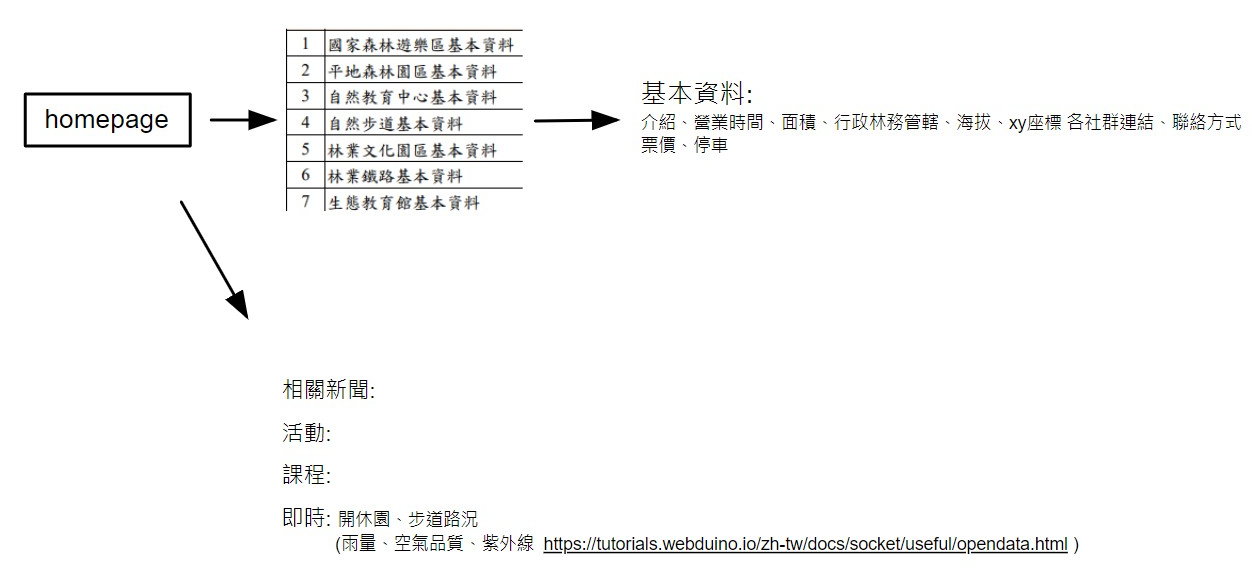 homepage
1 國家森林遊樂區基本資料
2 平地森林園區基本資料
3 自然教育中心基本資料
4 自然步道基本資料
5 林業文化園區基本資料
6 林業鐵路基本資料
7 生態教育館基本資料
基本資料:
介紹、營業時間、面積、行政林務管轄、海拔、xy座標 各社群連結、聯絡方式
票價、停車
相關新聞:
活動:
課程:
即時: 開休園、步道路況
(雨量、空氣品質、紫外線 https://tutorials.webduino.io/zh-tw/docs/socket/useful/opendata.html )